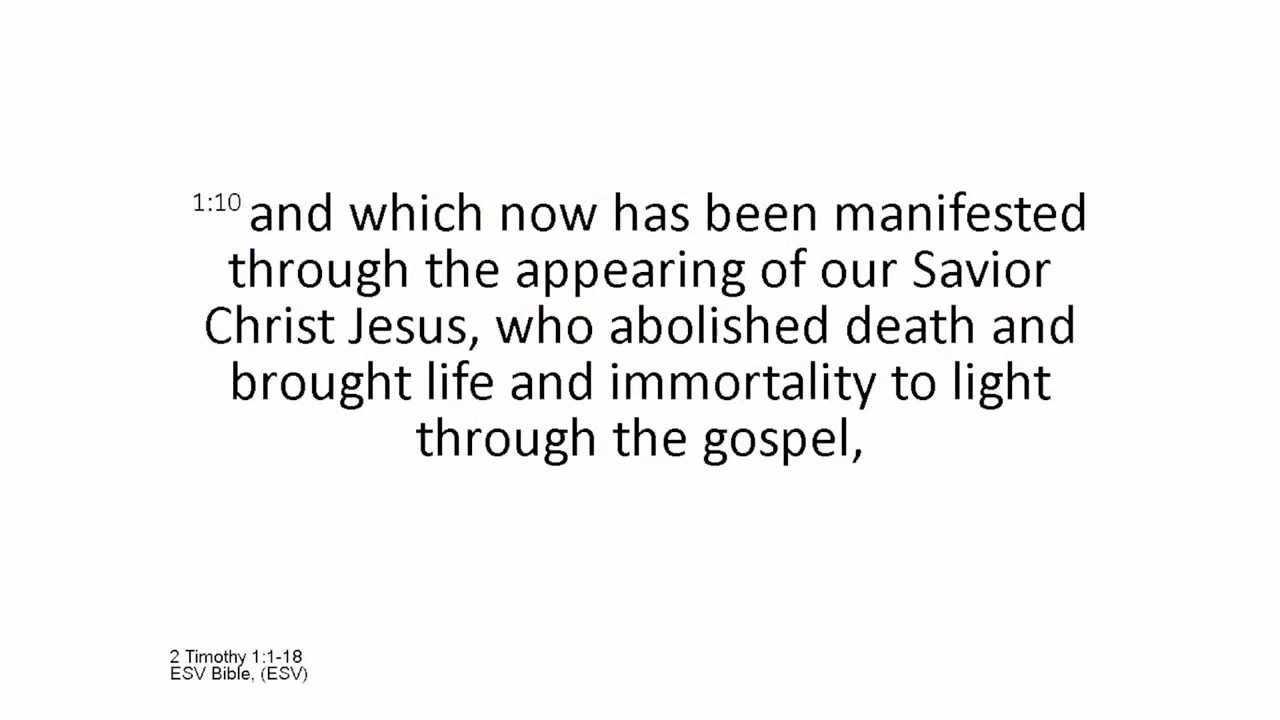 1:10 and which now has been manifested
through the appearing of our Savior
Christ Jesus, who abolished death and
brought life and immortality to light
through the gospel,
2 Timothy 1:1-18
ESV Bible, (ESV)